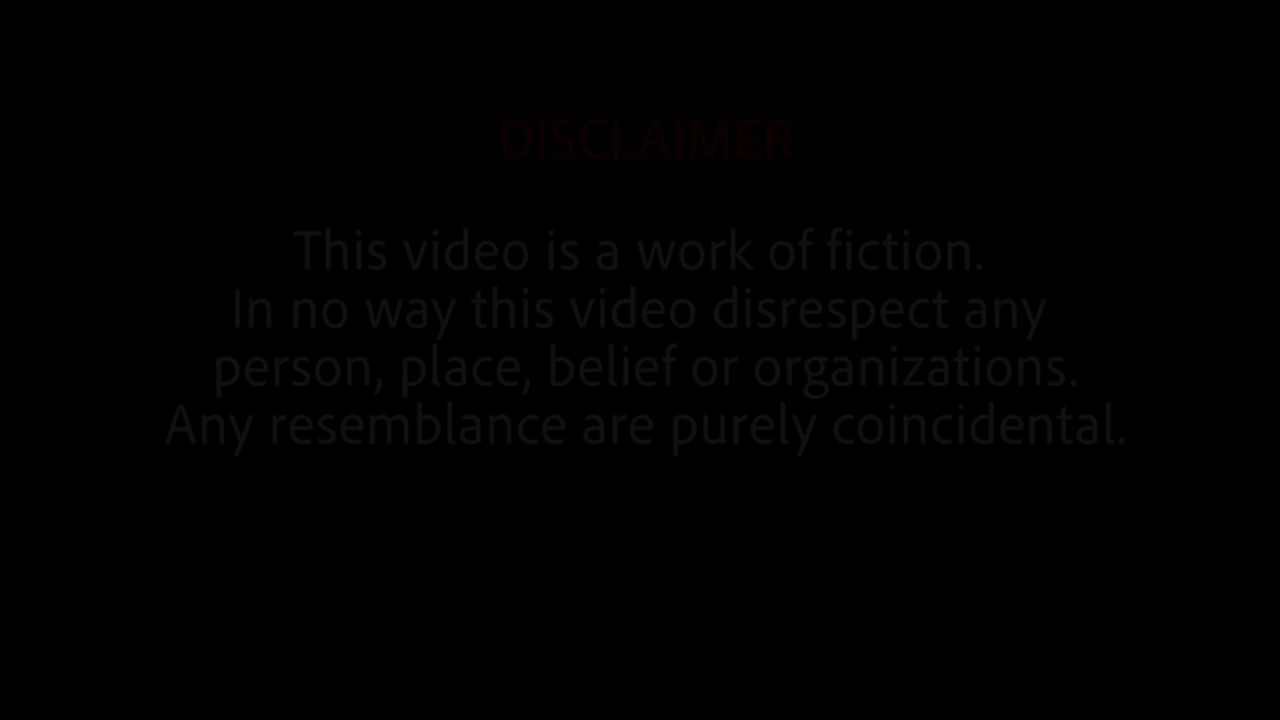 DISCLAIMER
This video is a work of fiction.
In no way this video disrespect any
person, place, belief or organizations.
Any resemblance are purely coincidental.